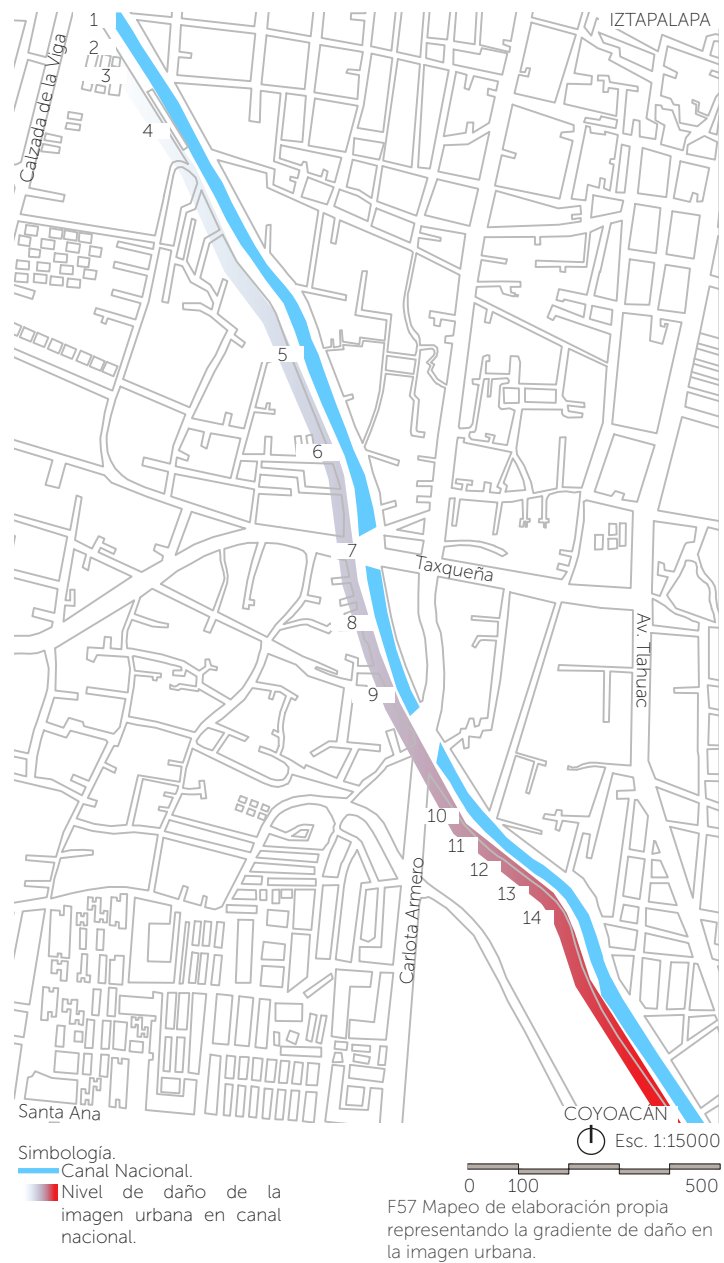 IZTAPALAPA
1
2
3
Calzada de la Viga
4
5
6
7
Taxqueña
8
Av. Tlahuac
9
10
11
12
13
14
Carlota Armero
Santa Ana
COYOACÁN
Esc. 1:15000
Simbología.
Canal Nacional.
Nivel de daño de la
imagen urbana en canal
nacional.
0 100 500
F57 Mapeo de elaboración propia
representando la gradiente de daño en
la imagen urbana.